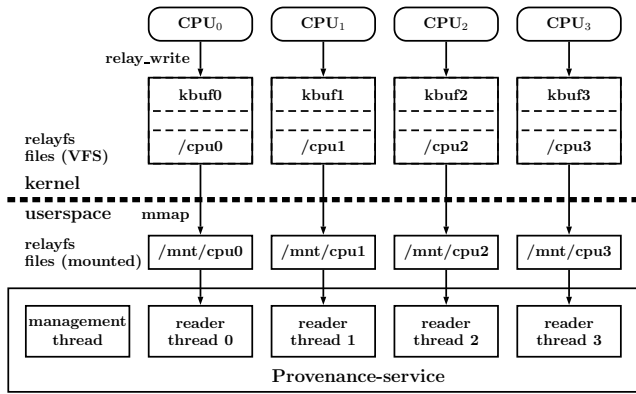 CPU₀ CPU₁ CPU₂ CPU₃
relay_write
kbuf0 kbuf1 kbuf2 kbuf3
relayfs
files (VFS)
/cpu0 /cpu1 /cpu2 /cpu3
kernel
userspace
mmap
relayfs
files (mounted)
/mnt/cpu0 /mnt/cpu1 /mnt/cpu2 /mnt/cpu3
management
thread
reader
thread 0
reader
thread 1
reader
thread 2
reader
thread 3
Provenance-service